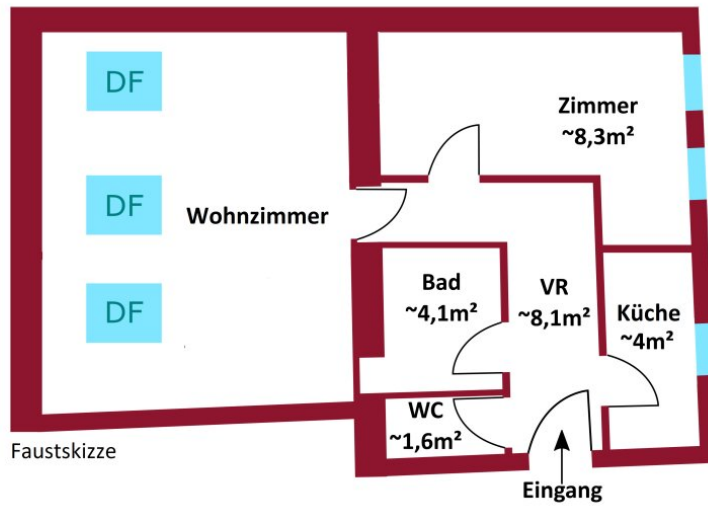 DF
Zimmer
~8,3m²
DF
Wohnzimmer
Bad
~4,1m²
VR
~8,1m²
Küche
~4m²
DF
WC
~1,6m²
Faustskizze
Eingang